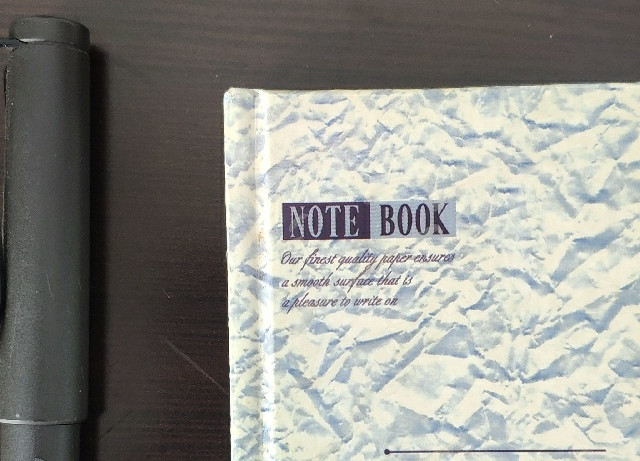 NOTE BOOK
Our finest quality paper ensures
a smooth surface that is
a pleasure to write on